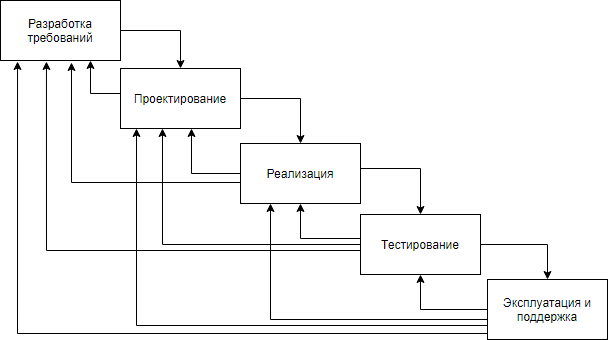 Разработка
требований
Проектирование
Реализация
Тестирование
Эксплуатация и
поддержка